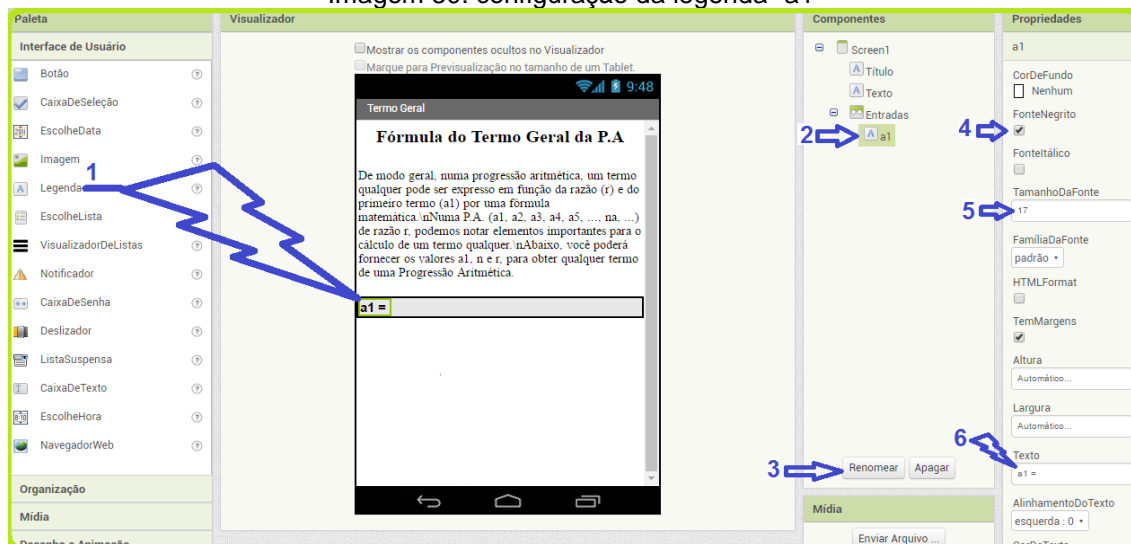 Imagem 30: configuração da legenda "a1"
Paleta
Interface de Usuário
Botão
CaixaDeSeleção
EscolheData
Imagem
1
Legenda
EscolheLista
VisualizadorDeListas
Notificador
CaixaDeSenha
Deslizador
ListaSuspensa
CaixaDeTexto
EscolheHora
NavegadorWeb
Organização
Mídia
Desenho e Animação
Visualizador
Mostrar os componentes ocultos no Visualizador
Marque para Previsualização no tamanho de um Tablet.
9:48
Termo Geral
Fórmula do Termo Geral da P.A
De modo geral, numa progressão aritmética, um termo
qualquer pode ser expresso em função da razão (r) e do
primeiro termo (a1) por uma fórmula
matemática.\nNuma P.A. (a1, a2, a3, a4, a5, ..., na, ...)
de razão r, podemos notar elementos importantes para o
cálculo de um termo qualquer.\nAbaixo, você poderá
fornecer os valores a1, n e r, para obter qualquer termo
de uma Progressão Aritmética.
a1 =
Componentes
Screen1
Título
Texto
Entradas
2
a1
3
Renomear Apagar
Mídia
Enviar Arquivo ...
Propriedades
a1
CorDeFundo
Nenhum
FonteNegrito
4
FonteItálico
TamanhoDaFonte
5
17
FamíliaDaFonte
padrão
HTMLFormat
TemMargens
Altura
Automático...
Largura
Automático...
6
Texto
a1 =
AlinhamentoDoTexto
esquerda : 0
CorDeTexto